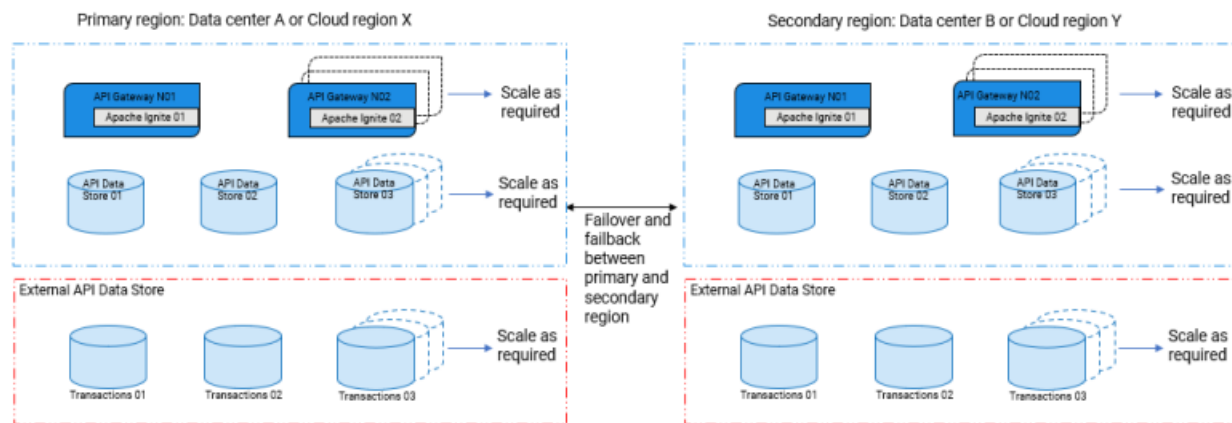 Primary region: Data center A or Cloud region X
API Gateway N01
Apache Ignite 01
API Gateway N02
Apache Ignite 02
Scale as
required
API Data
Store 01
API Data
Store 02
API Data
Store 03
Scale as
required
External API Data Store
Transactions 01
Transactions 02
Transactions 03
Scale as
required
Failover and
failback
between
primary and
secondary
region
Secondary region: Data center B or Cloud region Y
API Gateway N01
Apache Ignite 01
API Gateway N02
Apache Ignite 02
Scale as
required
API Data
Store 01
API Data
Store 02
API Data
Store 03
Scale as
required
External API Data Store
Transactions 01
Transactions 02
Transactions 03
Scale as
required